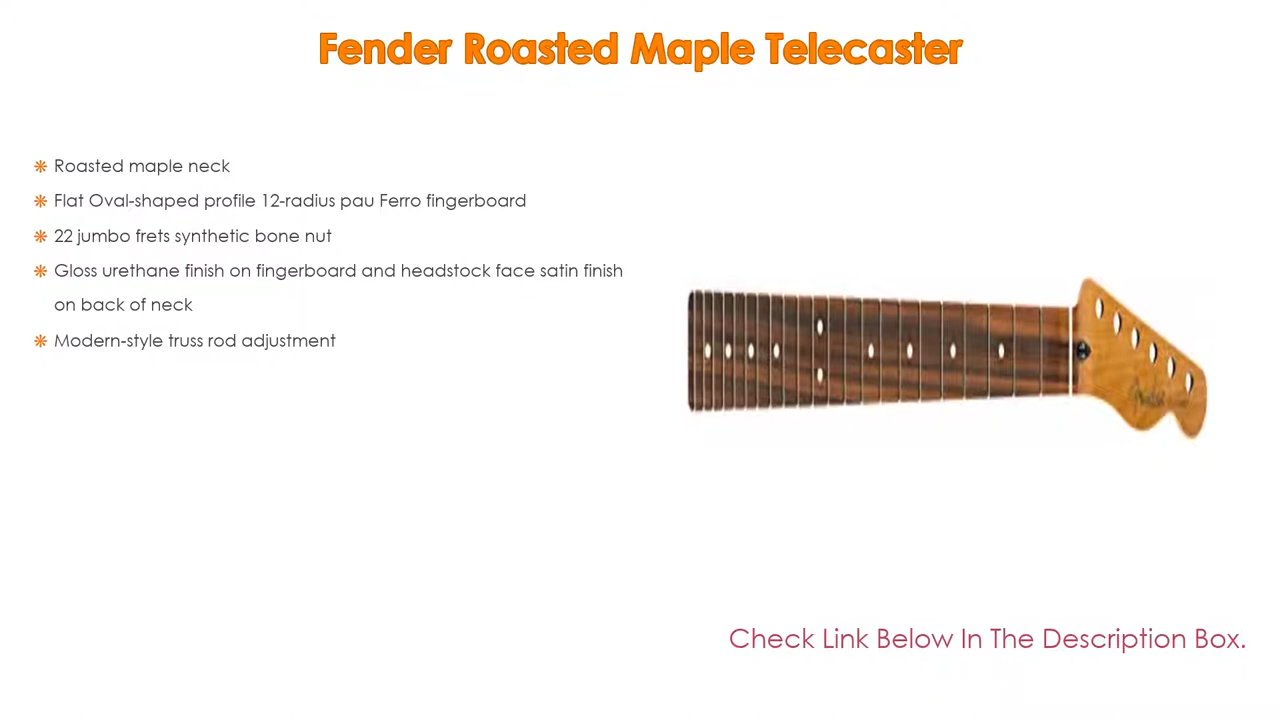 Fender Roasted Maple Telecaster
Roasted maple neck
Flat Oval-shaped profile 12-radius pau Ferro fingerboard
22 jumbo frets synthetic bone nut
Gloss urethane finish on fingerboard and headstock face satin finish
on back of neck
Modern-style truss rod adjustment
Fender
Check Link Below In The Description Box.